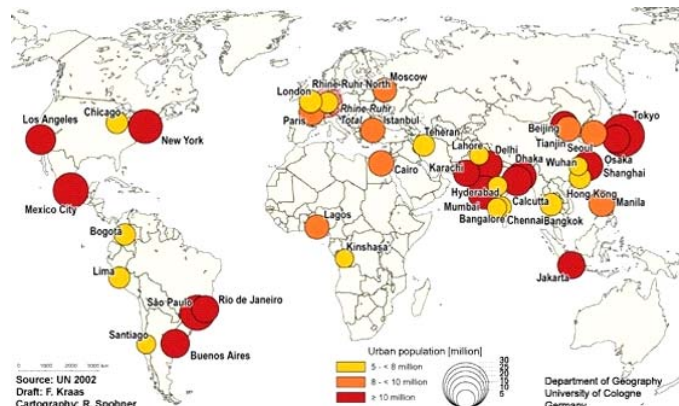 Moscow
Rhine-Ruhr North
London
Rhine-Ruhr
Total
Paris
Istanbul
Chicago
Los Angeles
New York
Teheran
Lahore
Delhi
Karachi
Dhaka
Beijing
Tianjin
Seoul
Tokyo
Osaka
Wuhan
Shanghai
Cairo
Hyderabad
Mumbai
Calcutta
Bangalore
Chennai
Bangkok
Hong Kong
Manila
Mexico City
Bogota
Lagos
Kinshasa
Lima
Jakarta
São Paulo
Rio de Janeiro
Santiago
Buenos Aires
Urban population [million]
5 - < 8 million
8 - < 10 million
≥ 10 million
30
20
15
10
5
Source: UN 2002
Draft: F. Kraas
Cartography: R. Spohner
Department of Geography
University of Cologne
Germany